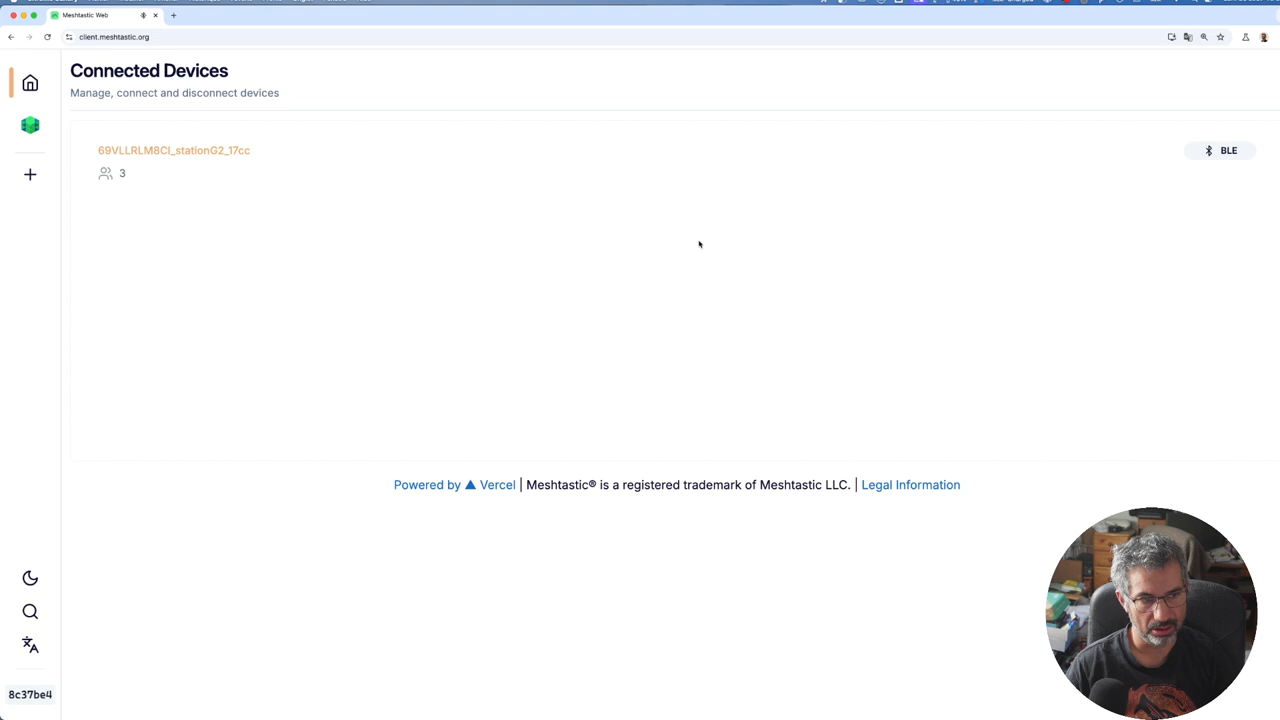 Meshtastic Web
client.meshtastic.org
Connected Devices
Manage, connect and disconnect devices
69VLLRLM8CI_stationG2_17cc
BLE
3
Powered by ▲ Vercel | Meshtastic® is a registered trademark of Meshtastic LLC. | Legal Information
8c37be4